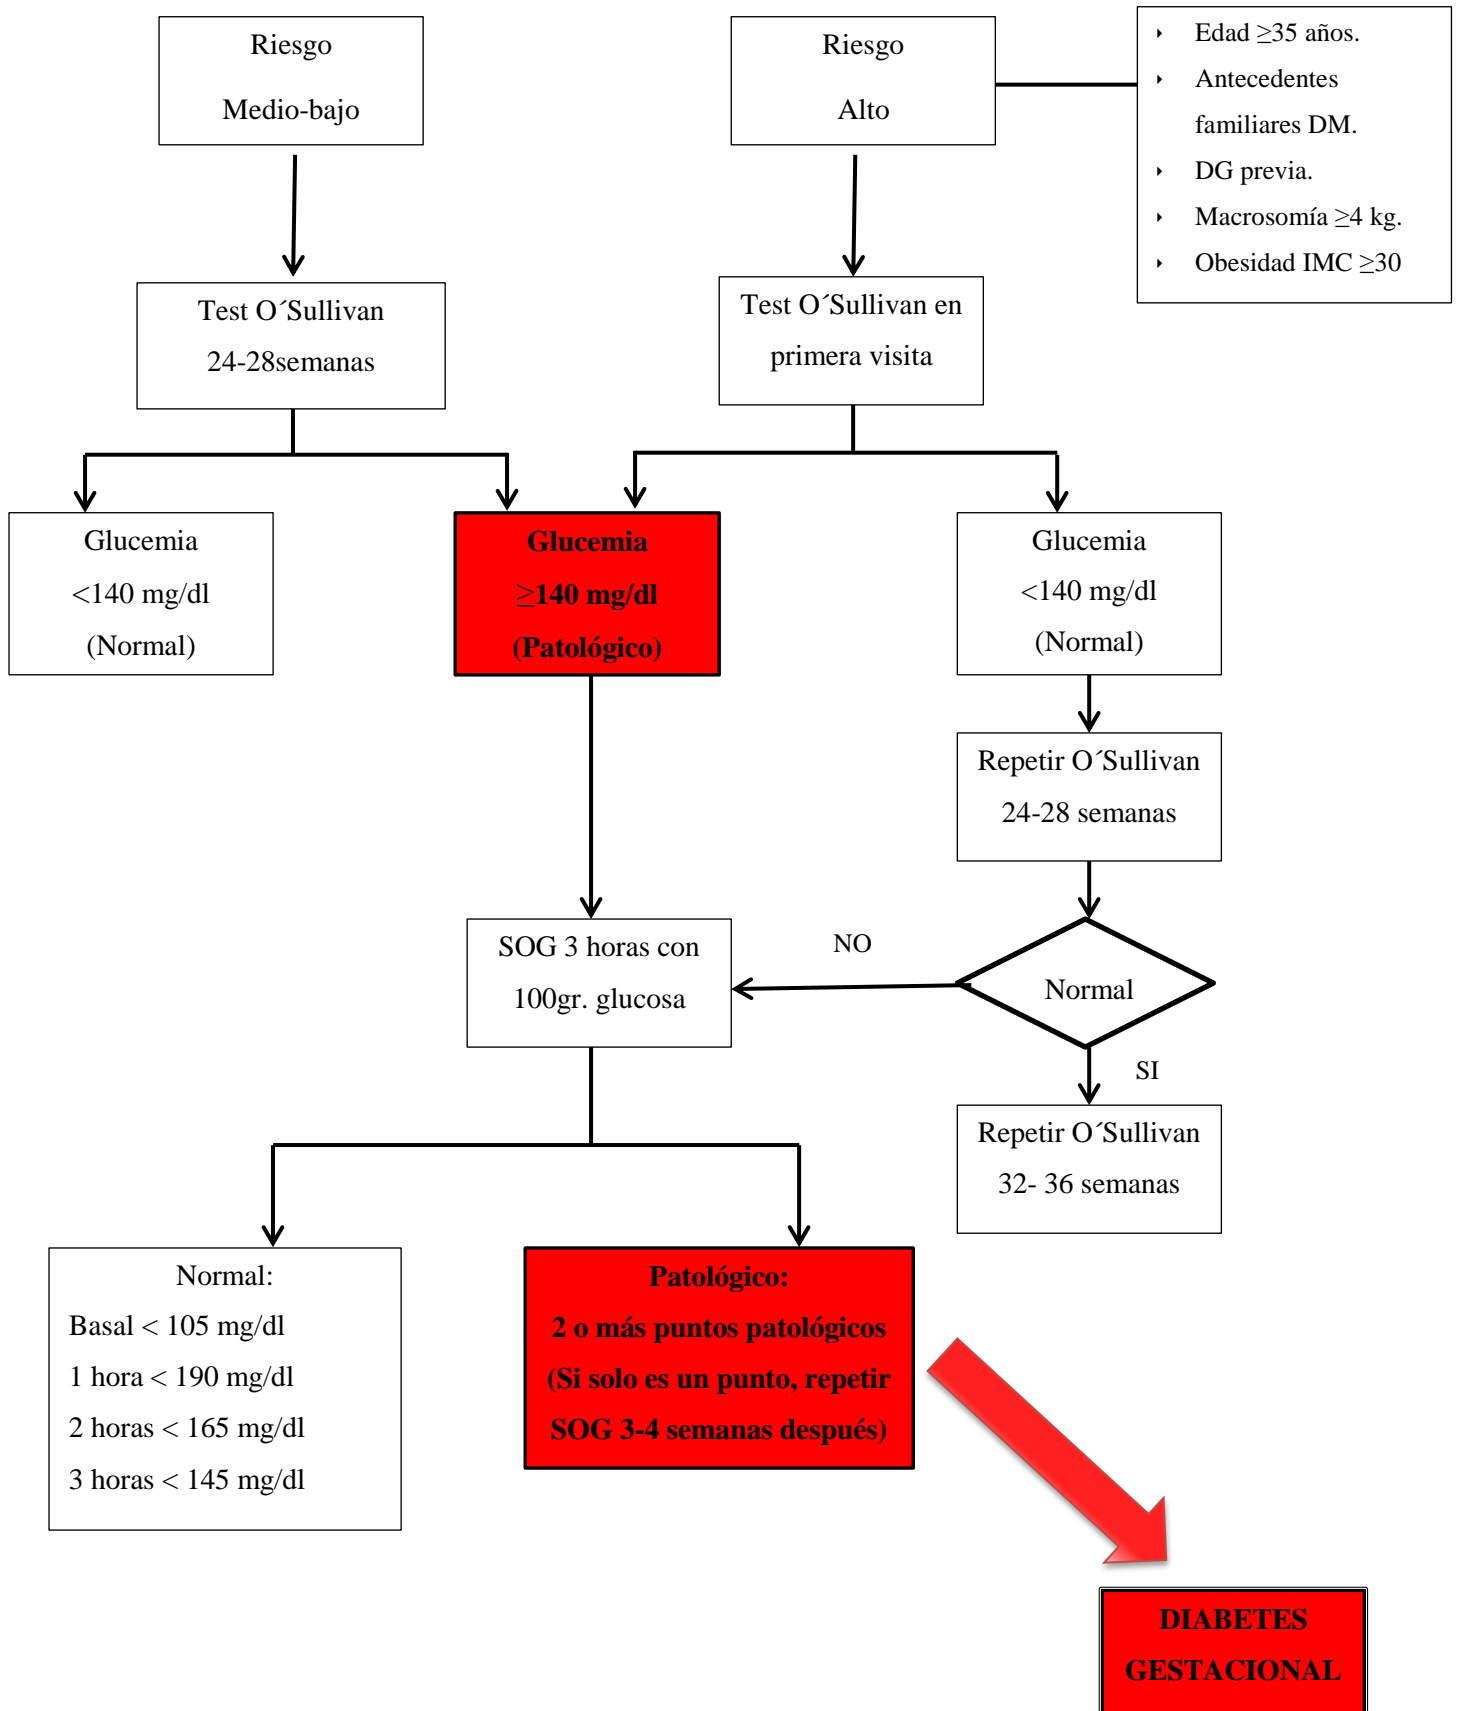 Riesgo
Medio-bajo
Riesgo
Alto
‣ Edad ≥35 años.
‣ Antecedentes
familiares DM.
‣ DG previa.
‣ Macrosomía ≥4 kg.
‣ Obesidad IMC ≥30
Test O´Sullivan
24-28semanas
Test O´Sullivan en
primera visita
Glucemia
<140 mg/dl
(Normal)
Glucemia
≥140 mg/dl
(Patológico)
Glucemia
<140 mg/dl
(Normal)
Repetir O´Sullivan
24-28 semanas
SOG 3 horas con
100gr. glucosa
NO
Normal
SI
Repetir O´Sullivan
32- 36 semanas
Normal:
Basal < 105 mg/dl
1 hora < 190 mg/dl
2 horas < 165 mg/dl
3 horas < 145 mg/dl
Patológico:
2 o más puntos patológicos
(Si solo es un punto, repetir
SOG 3-4 semanas después)
DIABETES
GESTACIONAL